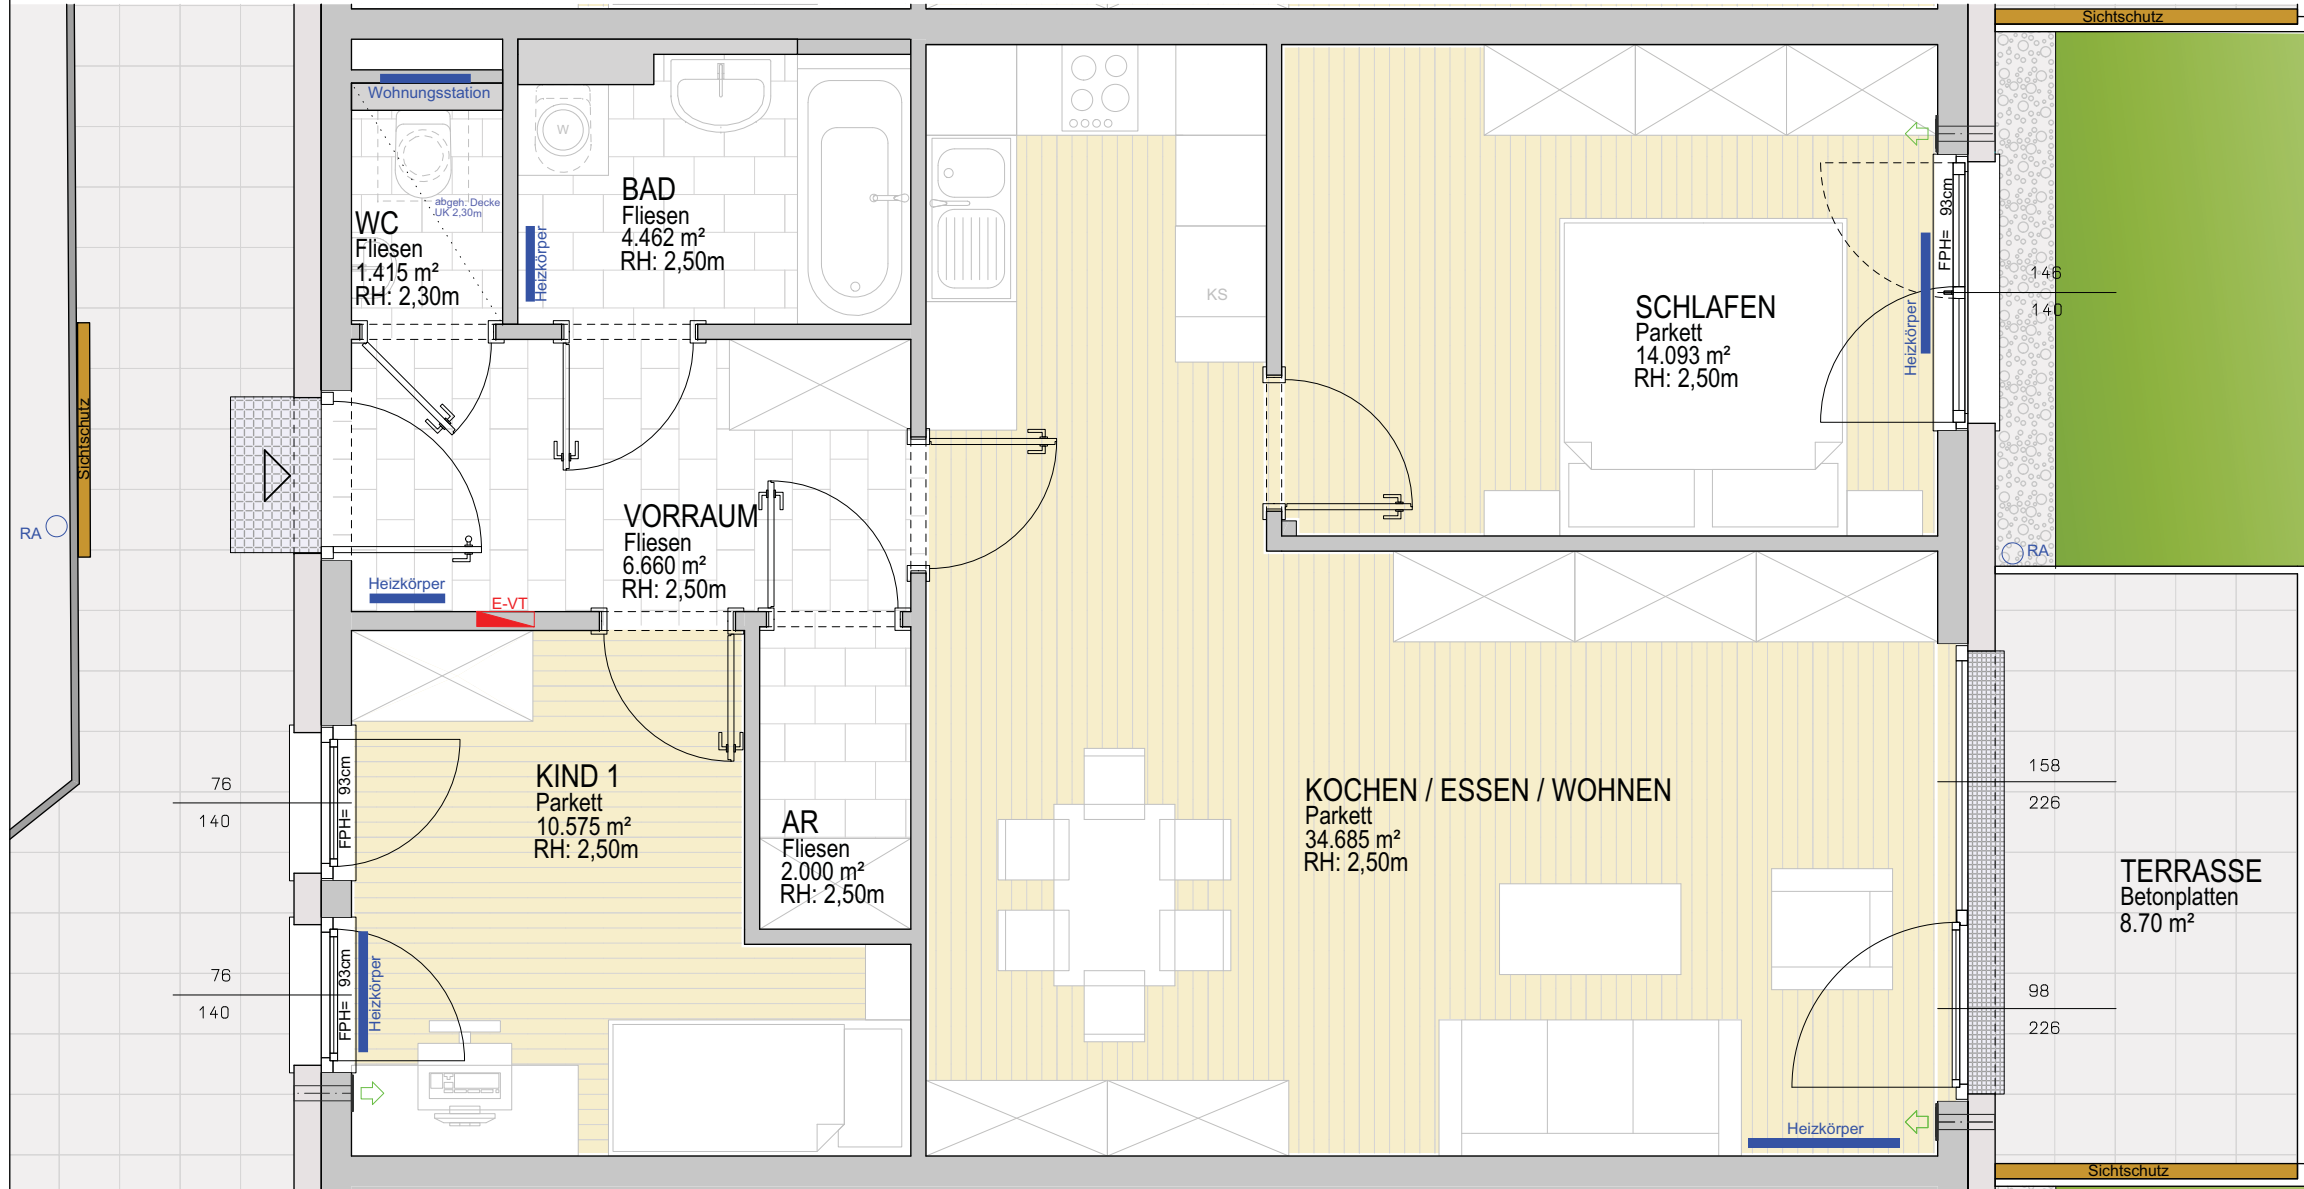 Sichtschutz
Wohnungsstation
W
abgeh. Decke
UK 2,30m
WC
Fliesen
1.415 m²
RH: 2,30m
BAD
Fliesen
4.462 m²
RH: 2,50m
Heizkörper
KS
SCHLAFEN
Parkett
14.093 m²
RH: 2,50m
Heizkörper
FPH= 93cm
146
140
Sichtschutz
RA
VORRAUM
Fliesen
6.660 m²
RH: 2,50m
Heizkörper
E-VT
RA
KIND 1
Parkett
10.575 m²
RH: 2,50m
FPH= 93cm
76
140
FPH= 93cm
Heizkörper
76
140
AR
Fliesen
2.000 m²
RH: 2,50m
KOCHEN / ESSEN / WOHNEN
Parkett
34.685 m²
RH: 2,50m
158
226
98
226
TERRASSE
Betonplatten
8.70 m²
Heizkörper
Sichtschutz